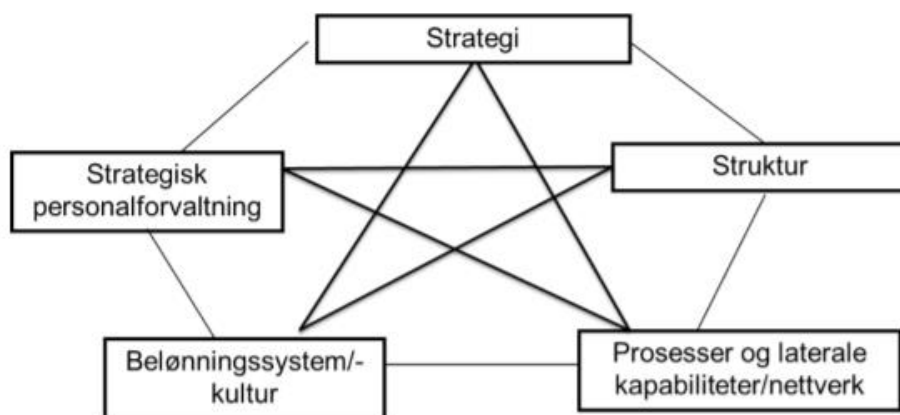 Strategi
Strategisk
personalforvaltning
Struktur
Belønningssystem/-
kultur
Prosesser og laterale
kapabiliteter/nettverk